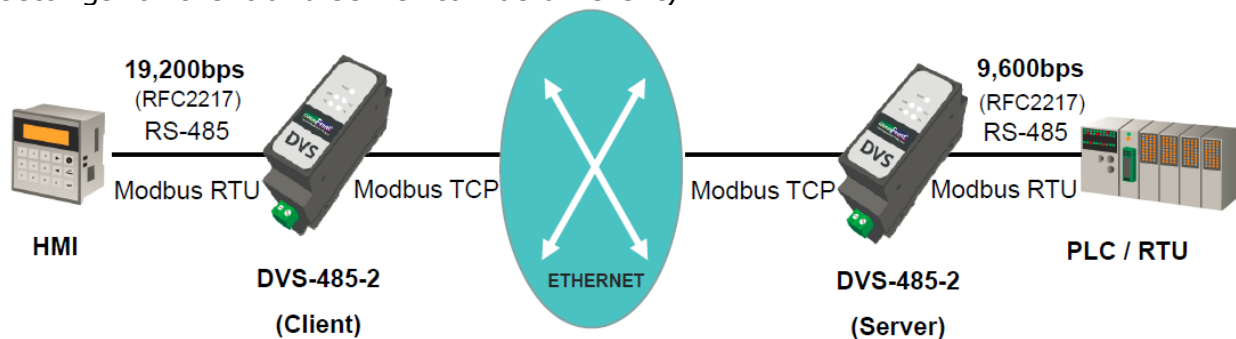 19,200bps
(RFC2217)
RS-485
Modbus RTU
HMI
DVS
Modbus TCP
DVS-485-2
(Client)
ETHERNET
Modbus TCP
DVS
DVS-485-2
(Server)
9,600bps
(RFC2217)
RS-485
Modbus RTU
PLC / RTU